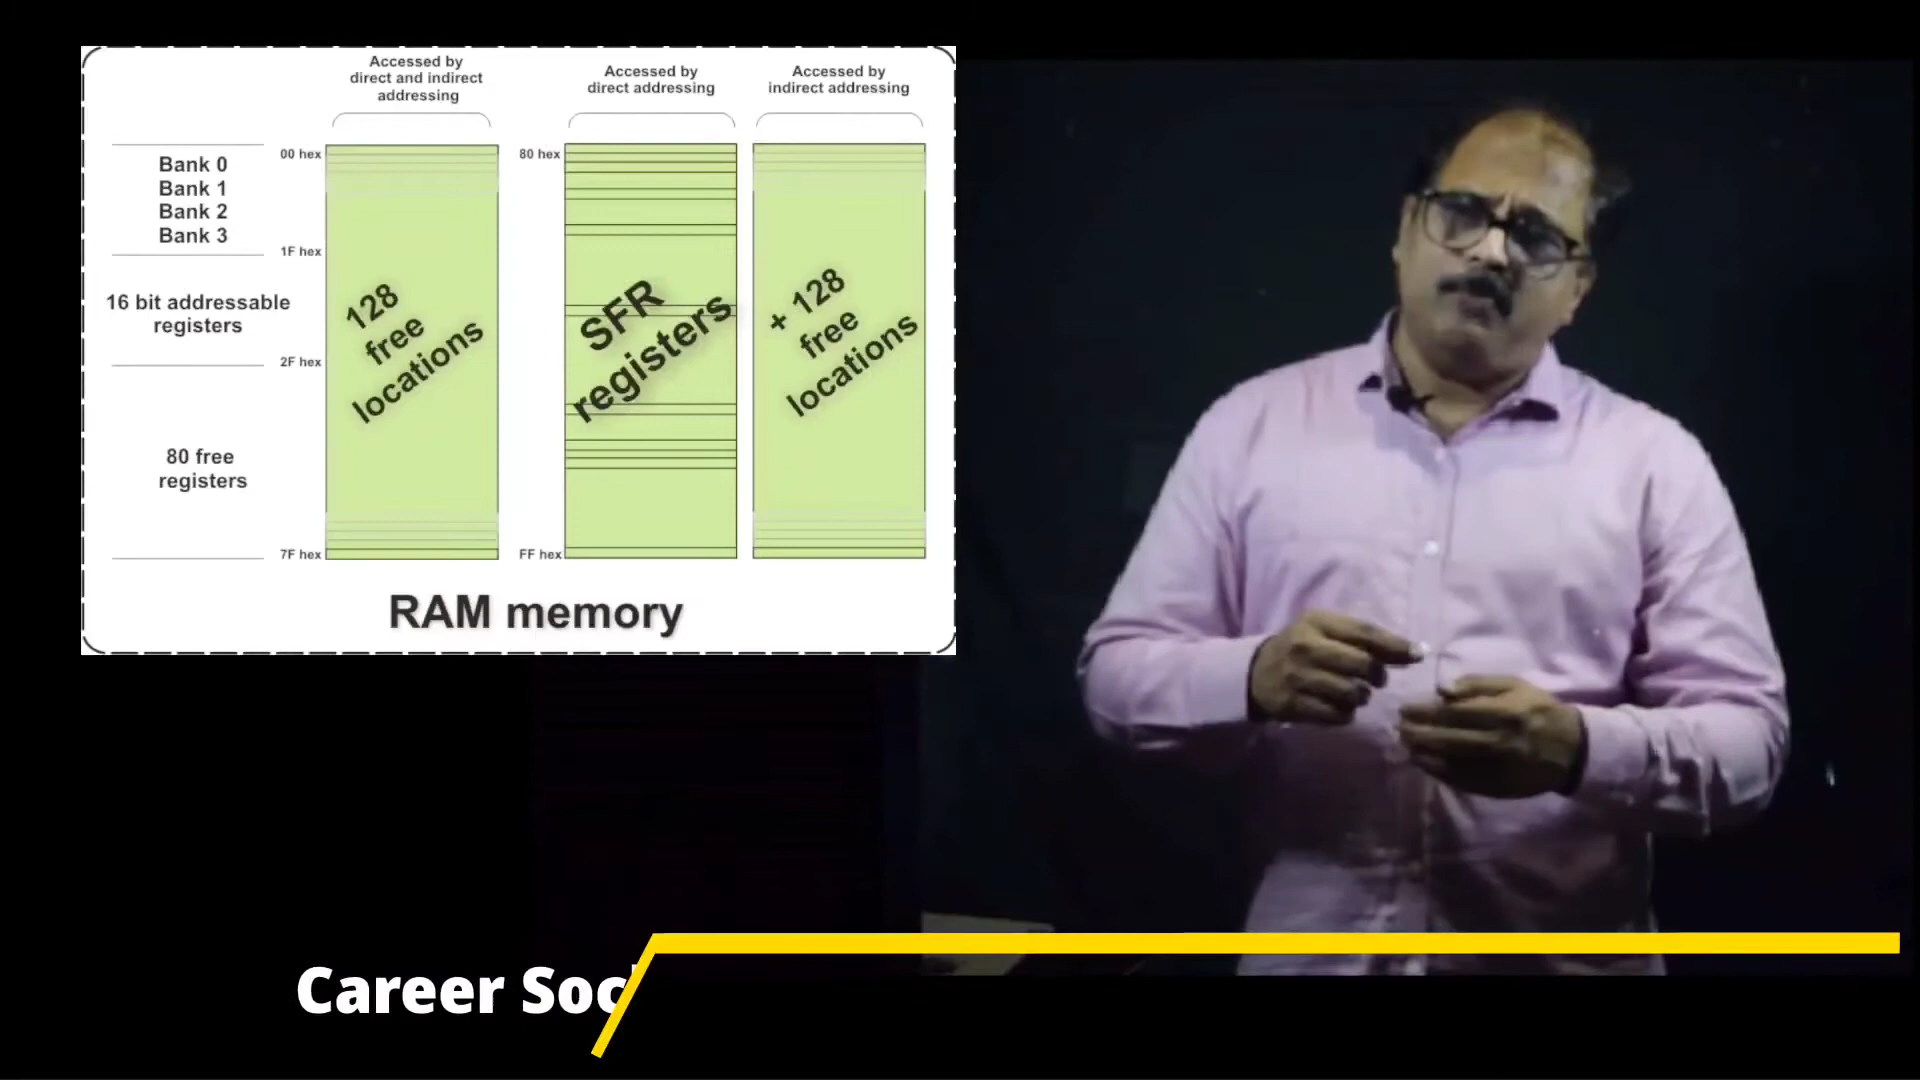 Accessed by
direct and indirect
addressing
Accessed by
direct addressing
Accessed by
indirect addressing
Bank 0
Bank 1
Bank 2
Bank 3
16 bit addressable
registers
80 free
registers
00 hex
1F hex
2F hex
7F hex
128
free
locations
80 hex
FF hex
SFR
registers
+ 128
free
locations
RAM memory
Career